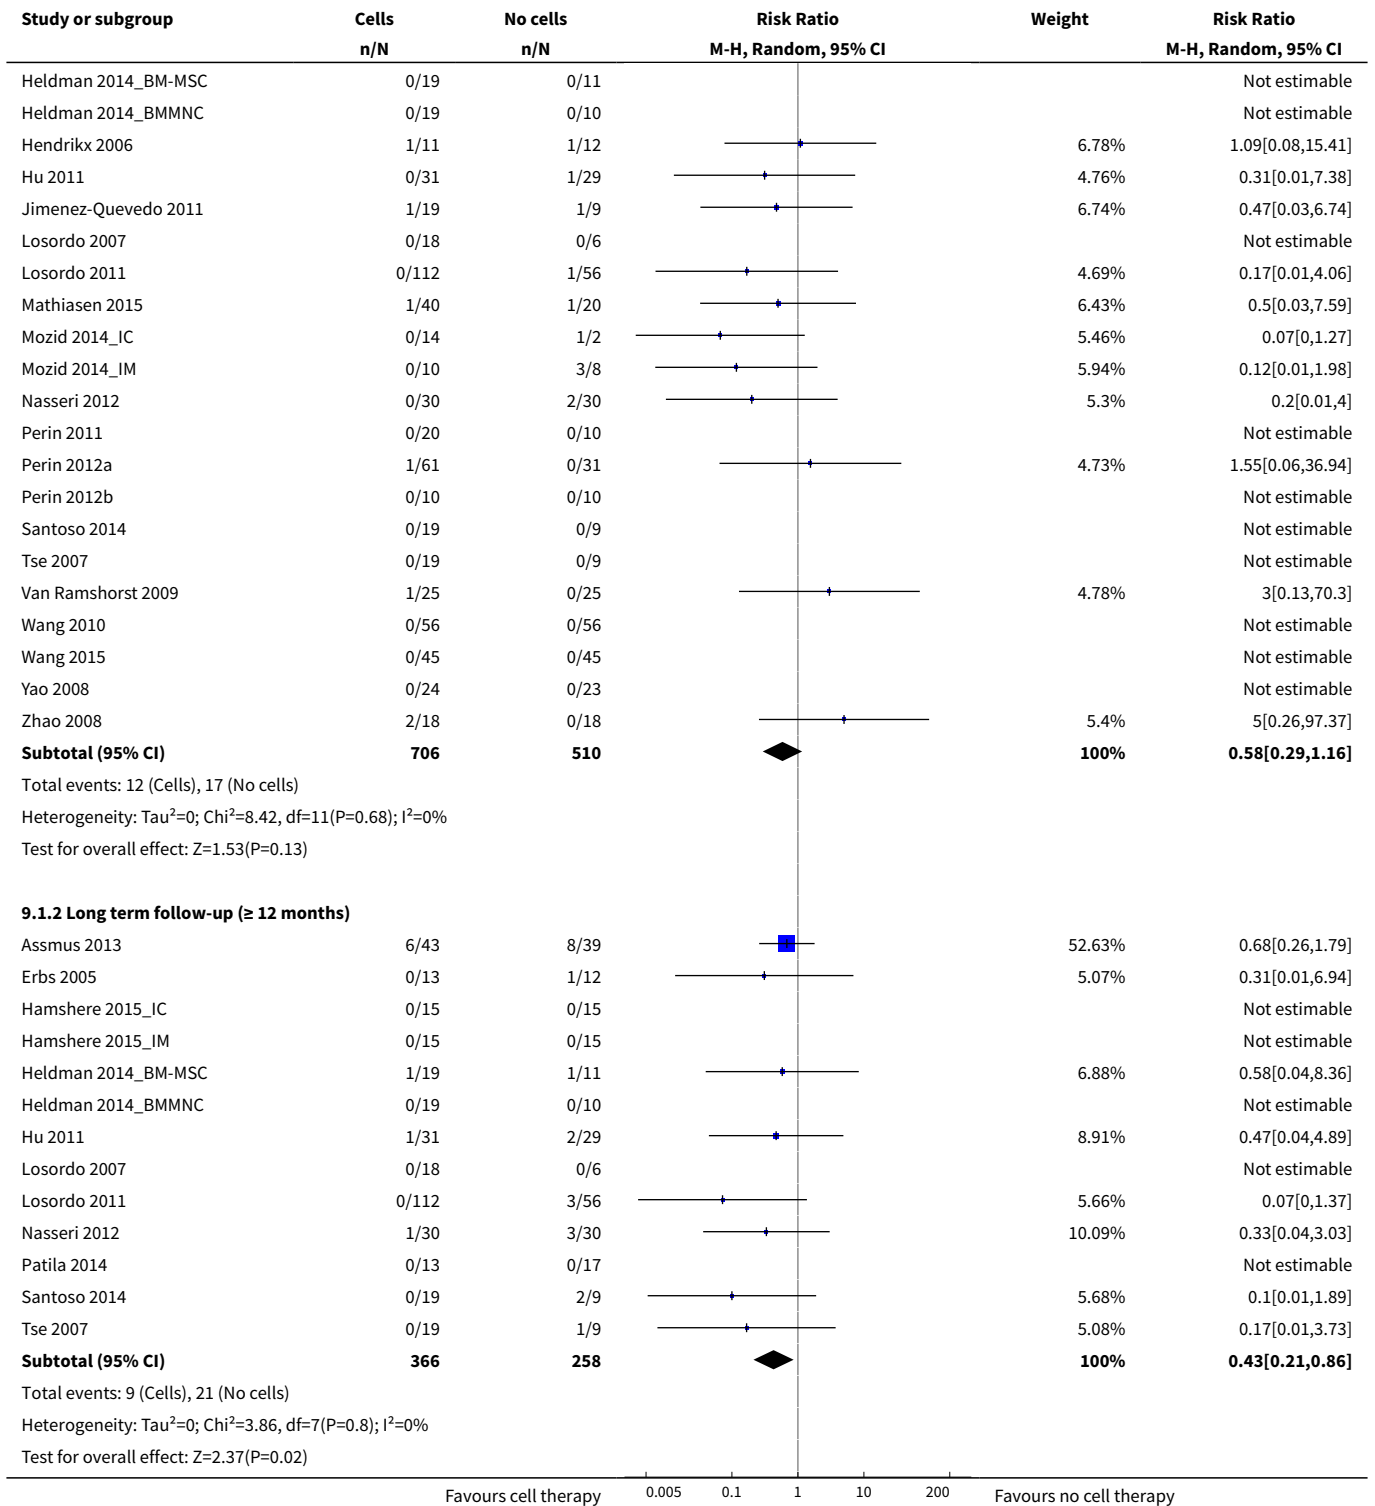 Study or subgroup Cells No cells Risk Ratio Weight Risk Ratio
n/N n/N M-H, Random, 95% CI M-H, Random, 95% CI
Heldman 2014_BM-MSC 0/19 0/11 Not estimable
Heldman 2014_BMMNC 0/19 0/10 Not estimable
Hendrikx 2006 1/11 1/12 6.78% 1.09[0.08,15.41]
Hu 2011 0/31 1/29 4.76% 0.31[0.01,7.38]
Jimenez-Quevedo 2011 1/19 1/9 6.74% 0.47[0.03,6.74]
Losordo 2007 0/18 0/6 Not estimable
Losordo 2011 0/112 1/56 4.69% 0.17[0.01,4.06]
Mathiasen 2015 1/40 1/20 6.43% 0.5[0.03,7.59]
Mozid 2014_IC 0/14 1/2 5.46% 0.07[0,1.27]
Mozid 2014_IM 0/10 3/8 5.94% 0.12[0.01,1.98]
Nasseri 2012 0/30 2/30 5.3% 0.2[0.01,4]
Perin 2011 0/20 0/10 Not estimable
Perin 2012a 1/61 0/31 4.73% 1.55[0.06,36.94]
Perin 2012b 0/10 0/10 Not estimable
Santoso 2014 0/19 0/9 Not estimable
Tse 2007 0/19 0/9 Not estimable
Van Ramshorst 2009 1/25 0/25 4.78% 3[0.13,70.3]
Wang 2010 0/56 0/56 Not estimable
Wang 2015 0/45 0/45 Not estimable
Yao 2008 0/24 0/23 Not estimable
Zhao 2008 2/18 0/18 5.4% 5[0.26,97.37]
Subtotal (95% CI) 706 510 100% 0.58[0.29,1.16]
Total events: 12 (Cells), 17 (No cells)
Heterogeneity: Tau²=0; Chi²=8.42, df=11(P=0.68); I²=0%
Test for overall effect: Z=1.53(P=0.13)
9.1.2 Long term follow-up (≥ 12 months)
Assmus 2013 6/43 8/39 52.63% 0.68[0.26,1.79]
Erbs 2005 0/13 1/12 5.07% 0.31[0.01,6.94]
Hamshere 2015_IC 0/15 0/15 Not estimable
Hamshere 2015_IM 0/15 0/15 Not estimable
Heldman 2014_BM-MSC 1/19 1/11 6.88% 0.58[0.04,8.36]
Heldman 2014_BMMNC 0/19 0/10 Not estimable
Hu 2011 1/31 2/29 8.91% 0.47[0.04,4.89]
Losordo 2007 0/18 0/6 Not estimable
Losordo 2011 0/112 3/56 5.66% 0.07[0,1.37]
Nasseri 2012 1/30 3/30 10.09% 0.33[0.04,3.03]
Patila 2014 0/13 0/17 Not estimable
Santoso 2014 0/19 2/9 5.68% 0.1[0.01,1.89]
Tse 2007 0/19 1/9 5.08% 0.17[0.01,3.73]
Subtotal (95% CI) 366 258 100% 0.43[0.21,0.86]
Total events: 9 (Cells), 21 (No cells)
Heterogeneity: Tau²=0; Chi²=3.86, df=7(P=0.8); I²=0%
Test for overall effect: Z=2.37(P=0.02)
Favours cell therapy 0.005 0.1 1 10 200 Favours no cell therapy